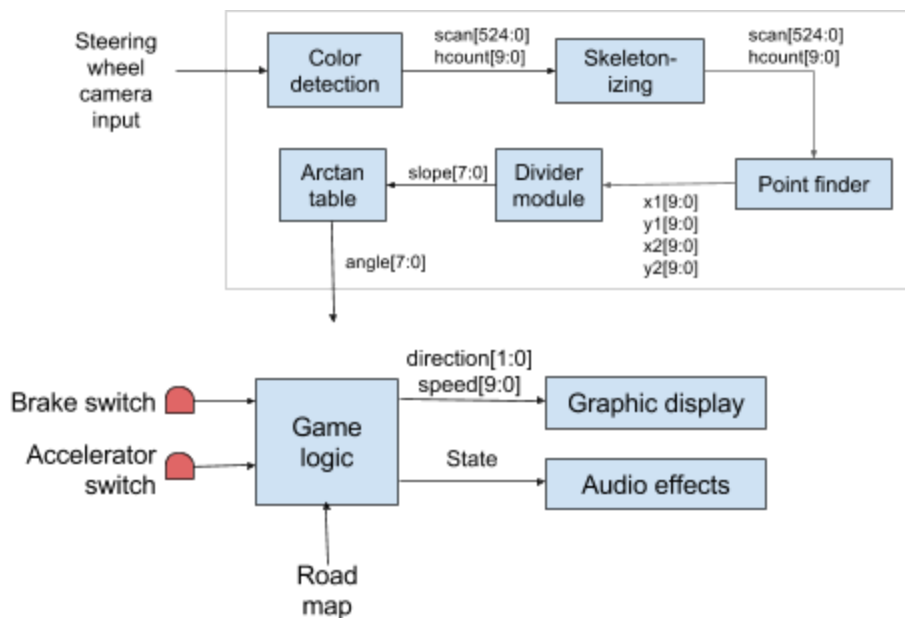 Steering
wheel
camera
input
Color
detection
scan[524:0]
hcount[9:0]
Skeleton-
izing
scan[524:0]
hcount[9:0]
Arctan
table
slope[7:0]
Divider
module
Point finder
x1[9:0]
y1[9:0]
x2[9:0]
y2[9:0]
angle[7:0]
Brake switch
Accelerator
switch
Game
logic
direction[1:0]
speed[9:0]
Graphic display
State
Audio effects
Road
map